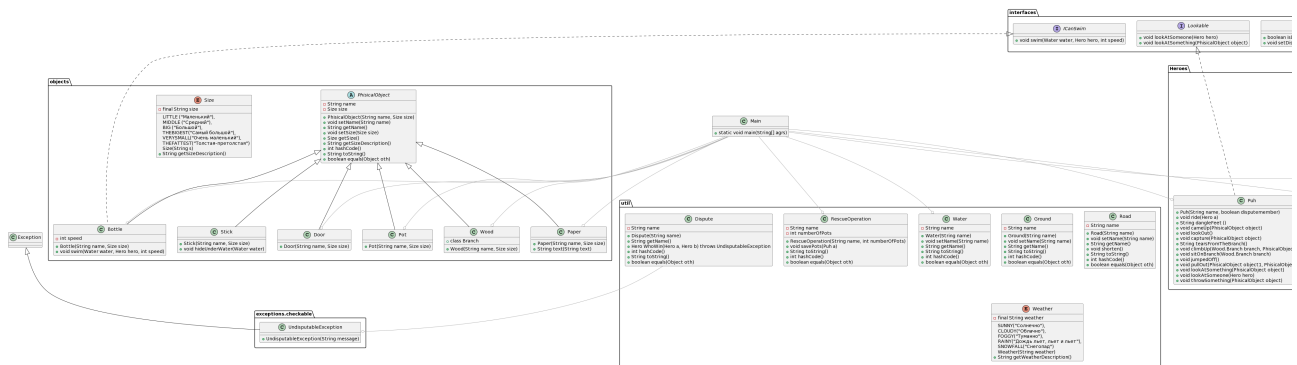 interfaces
ICanSwim
void swim(Water water, Hero hero, int speed)
Lookable
void lookAtSomeone(Hero hero)
void lookAtSomething(PhisicalObject object)
boolean is
void setDis
Heroes
objects
Size
final String size
LITTLE ("Маленький"),
MIDDLE ("Средний"),
BIG ("Большой"),
THEBIGEST("Самый большой"),
VERYSMALL("Очень маленький"),
THEFATTEST("Толстая-претолстая")
Size(String s)
String getSizeDescription()
PhisicalObject
String name
Size size
PhisicalObject(String name, Size size)
void setName(String name)
String getName()
void setSize(Size size)
Size getSize()
String getSizeDescription()
int hashCode()
String toString()
boolean equals(Object oth)
Main
static void main(String[] agrs)
Exception
Bottle
int speed
Bottle(String name, Size size)
void swim(Water water, Hero hero, int speed)
Stick
Stick(String name, Size size)
void hideUnderWater(Water water)
Door
Door(String name, Size size)
Pot
Pot(String name, Size size)
Wood
class Branch
Wood(String name, Size size)
Paper
Paper(String name, Size size)
String text(String text)
util
Dispute
String name
Dispute(String name)
String getName()
Hero WhoWin(Hero a, Hero b) throws UndisputableException
int hashCode()
String toString()
boolean equals(Object oth)
RescueOperation
String name
int numberOfPots
RescueOperation(String name, int numberOfPots)
void savePots(Puh a)
String toString()
int hashCode()
boolean equals(Object oth)
Water
String name
Water(String name)
void setName(String name)
String getName()
String toString()
int hashCode()
boolean equals(Object oth)
Ground
String name
Ground(String name)
void setName(String name)
String getName()
String toString()
int hashCode()
boolean equals(Object oth)
Road
String name
Road(String name)
void setName(String name)
String getName()
void shorten()
String toString()
int hashCode()
boolean equals(Object oth)
Puh
Puh(String name, boolean disputemember)
void ride(Hero a)
String dangleFeet ()
void cameUp(PhisicalObject object)
void lookOut()
void capture(PhisicalObject object)
String tearsFromTheBranch()
void climbUp(Wood.Branch branch, PhisicalObje
void sitOnBranch(Wood.Branch branch)
void jumpedOff()
void pullOut(PhisicalObject object1, PhisicalObject
void lookAtSomething(PhisicalObject object)
void lookAtSomeone(Hero hero)
void throwSomething(PhisicalObject object)
exceptions.checkable
UndisputableException
UndisputableException(String message)
Weather
final String weather
SUNNY("Солнечно"),
CLOUDY("Облачно"),
FOGGY("Туманно"),
RAINY("Дождь льет, льет и льет"),
SNOWFALL("Снегопад")
Weather(String weather)
String getWeatherDescription()